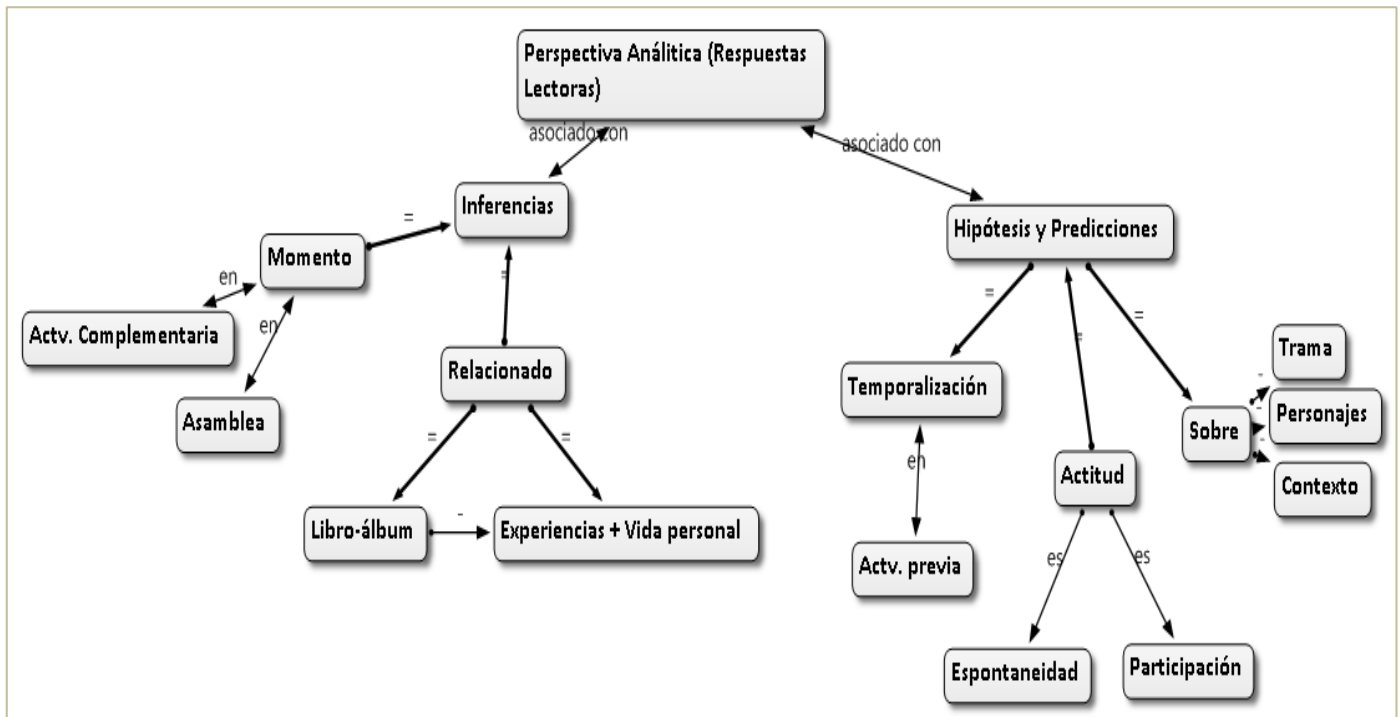 Perspectiva Análitica (Respuestas
Lectoras)
asociado con
asociado con
Inferencias
Hipótesis y Predicciones
=
Momento
en
=
Actv. Complementaria
en
=
=
=
Relacionado
Temporalización
Trama
-
Personajes
-
Asamblea
Sobre
-
=
=
en
Actitud
Contexto
Libro-álbum
-
Experiencias + Vida personal
Actv. previa
es
es
Espontaneidad
Participación